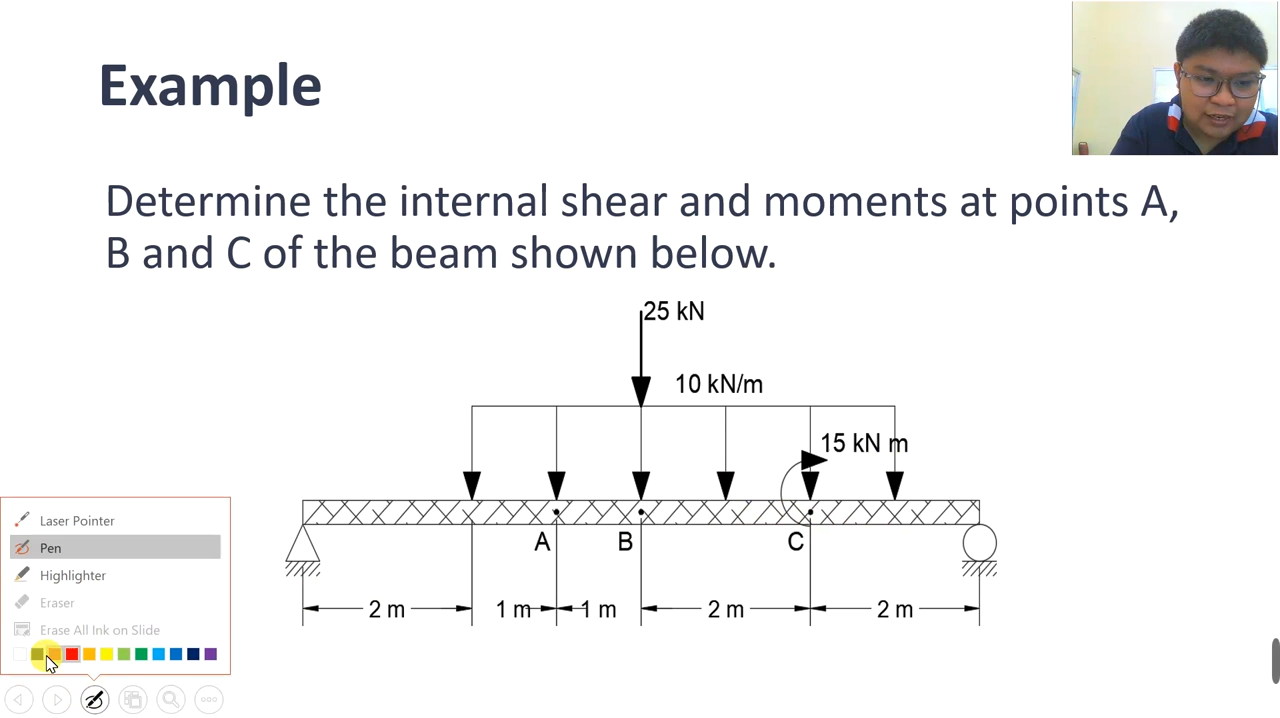 Example
Determine the internal shear and moments at points A,
B and C of the beam shown below.
25 kN
10 kN/m
15 kN m
A
B
C
2 m
1 m
1 m
2 m
2 m
Laser Pointer
Pen
Highlighter
Eraser
Erase All Ink on Slide